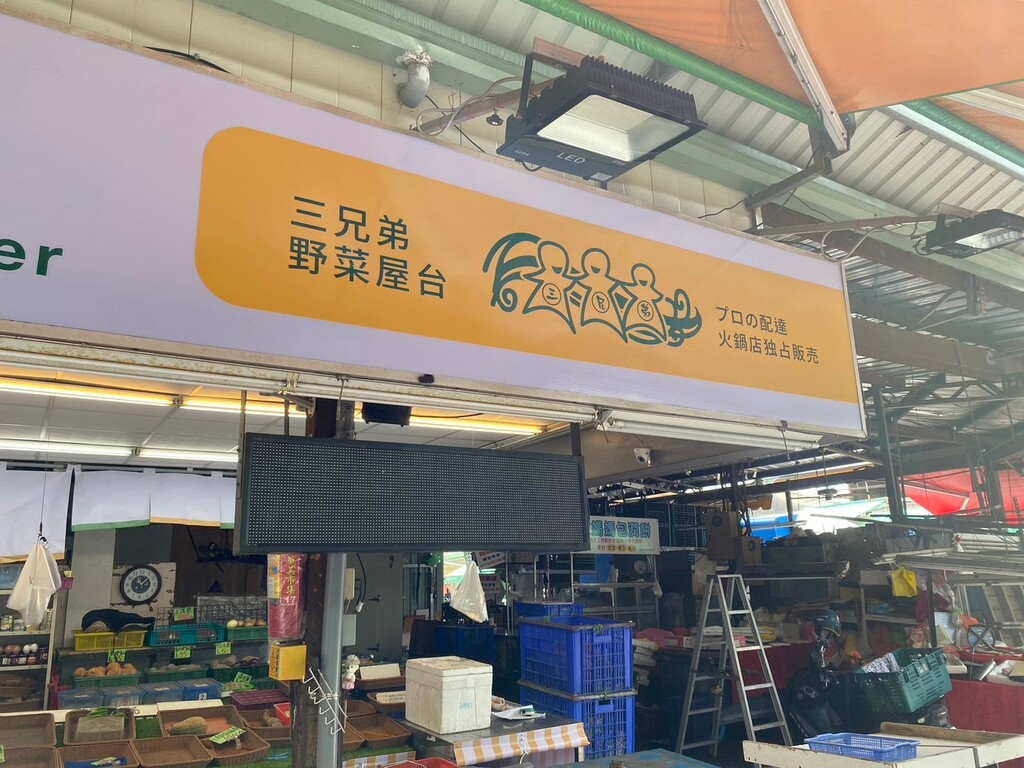 er
三兄弟
野菜屋台
三 兄 弟
プロの配達
火鍋店独占販売
LED